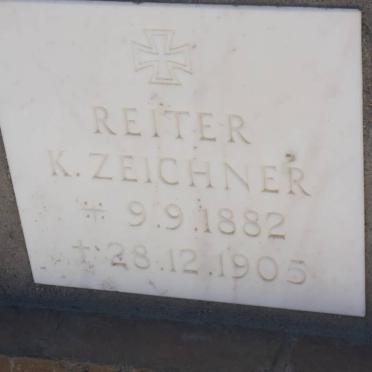 REITER
K. ZEICHNER
* 9.9.1882
† 28.12.1905